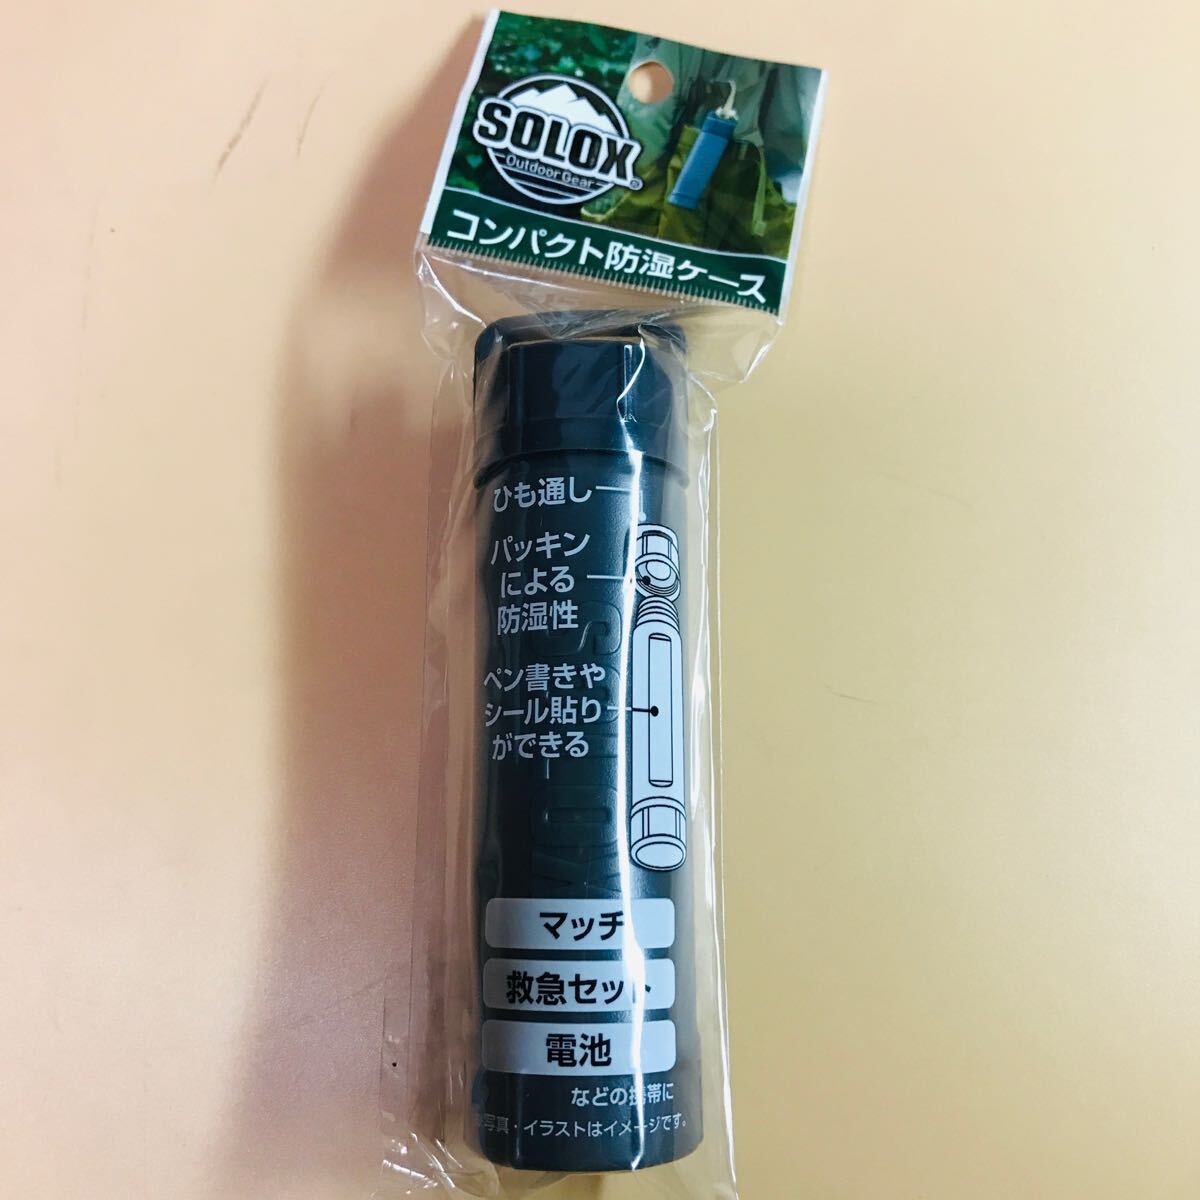 SOLOX
Outdoor Gear
コンパクト防湿ケース
ひも通し
パッキン
による
防湿性
ペン書きや
シール貼り
ができる
SOLOX
マッチ
救急セット
電池
などの携帯に
写真・イラストはイメージです。